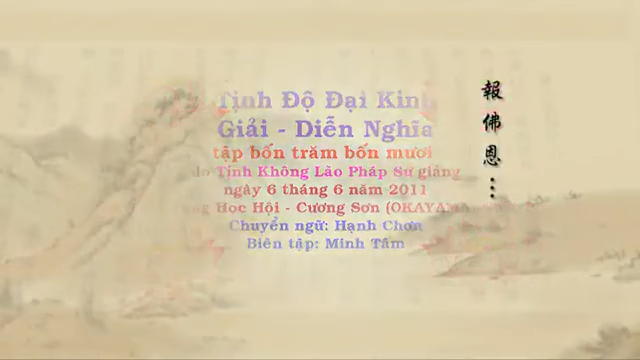 Tịnh Độ Đại Kinh
Giải - Diễn Nghĩa
tập bốn trăm bốn mươi
Tịnh Không Lão Pháp Sư giảng
ngày 6 tháng 6 năm 2011
Học Hội - Cương Sơn (OKAYAMA
Chuyển ngữ: Hạnh Chơn
Biên tập: Minh Tâm
報佛恩…